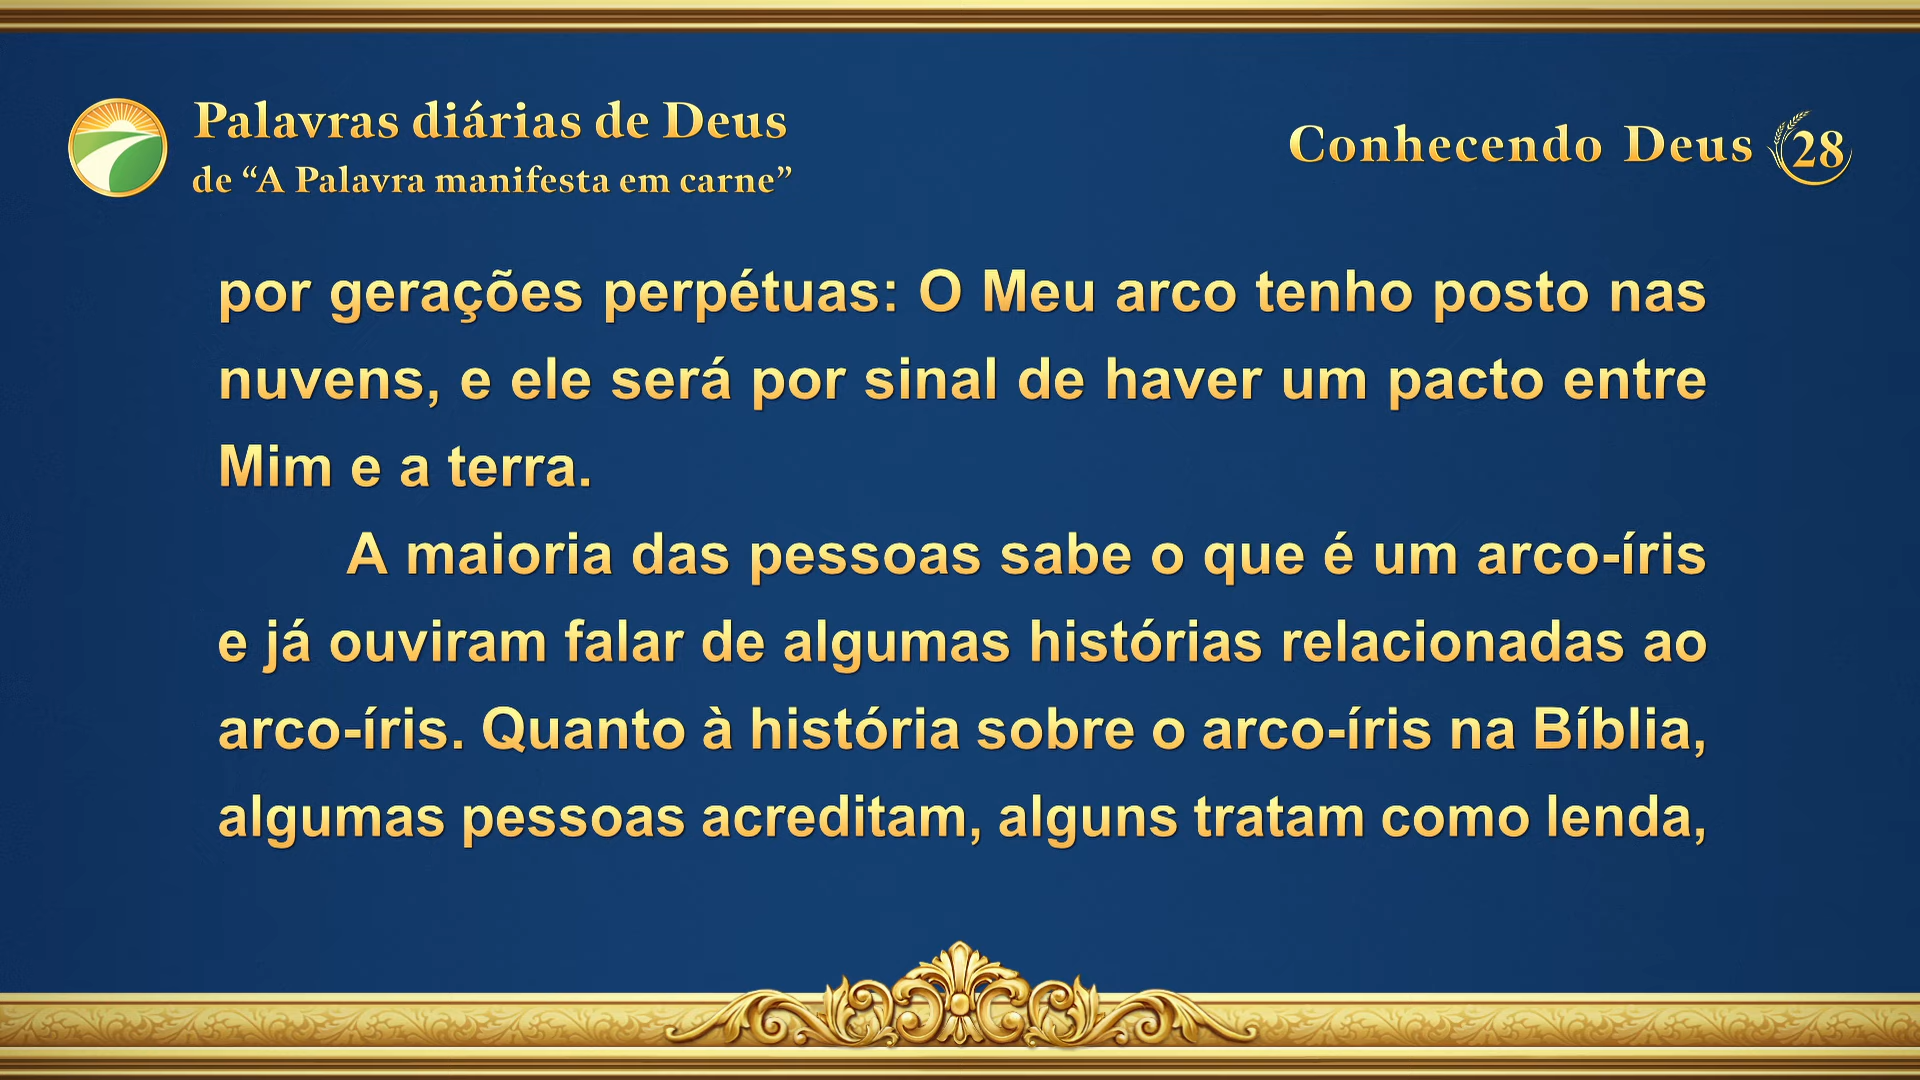 Palavras diárias de Deus
de “A Palavra manifesta em carne”
Conhecendo Deus 28
por gerações perpétuas: O Meu arco tenho posto nas
nuvens, e ele será por sinal de haver um pacto entre
Mim e a terra.
A maioria das pessoas sabe o que é um arco-íris
e já ouviram falar de algumas histórias relacionadas ao
arco-íris. Quanto à história sobre o arco-íris na Bíblia,
algumas pessoas acreditam, alguns tratam como lenda,